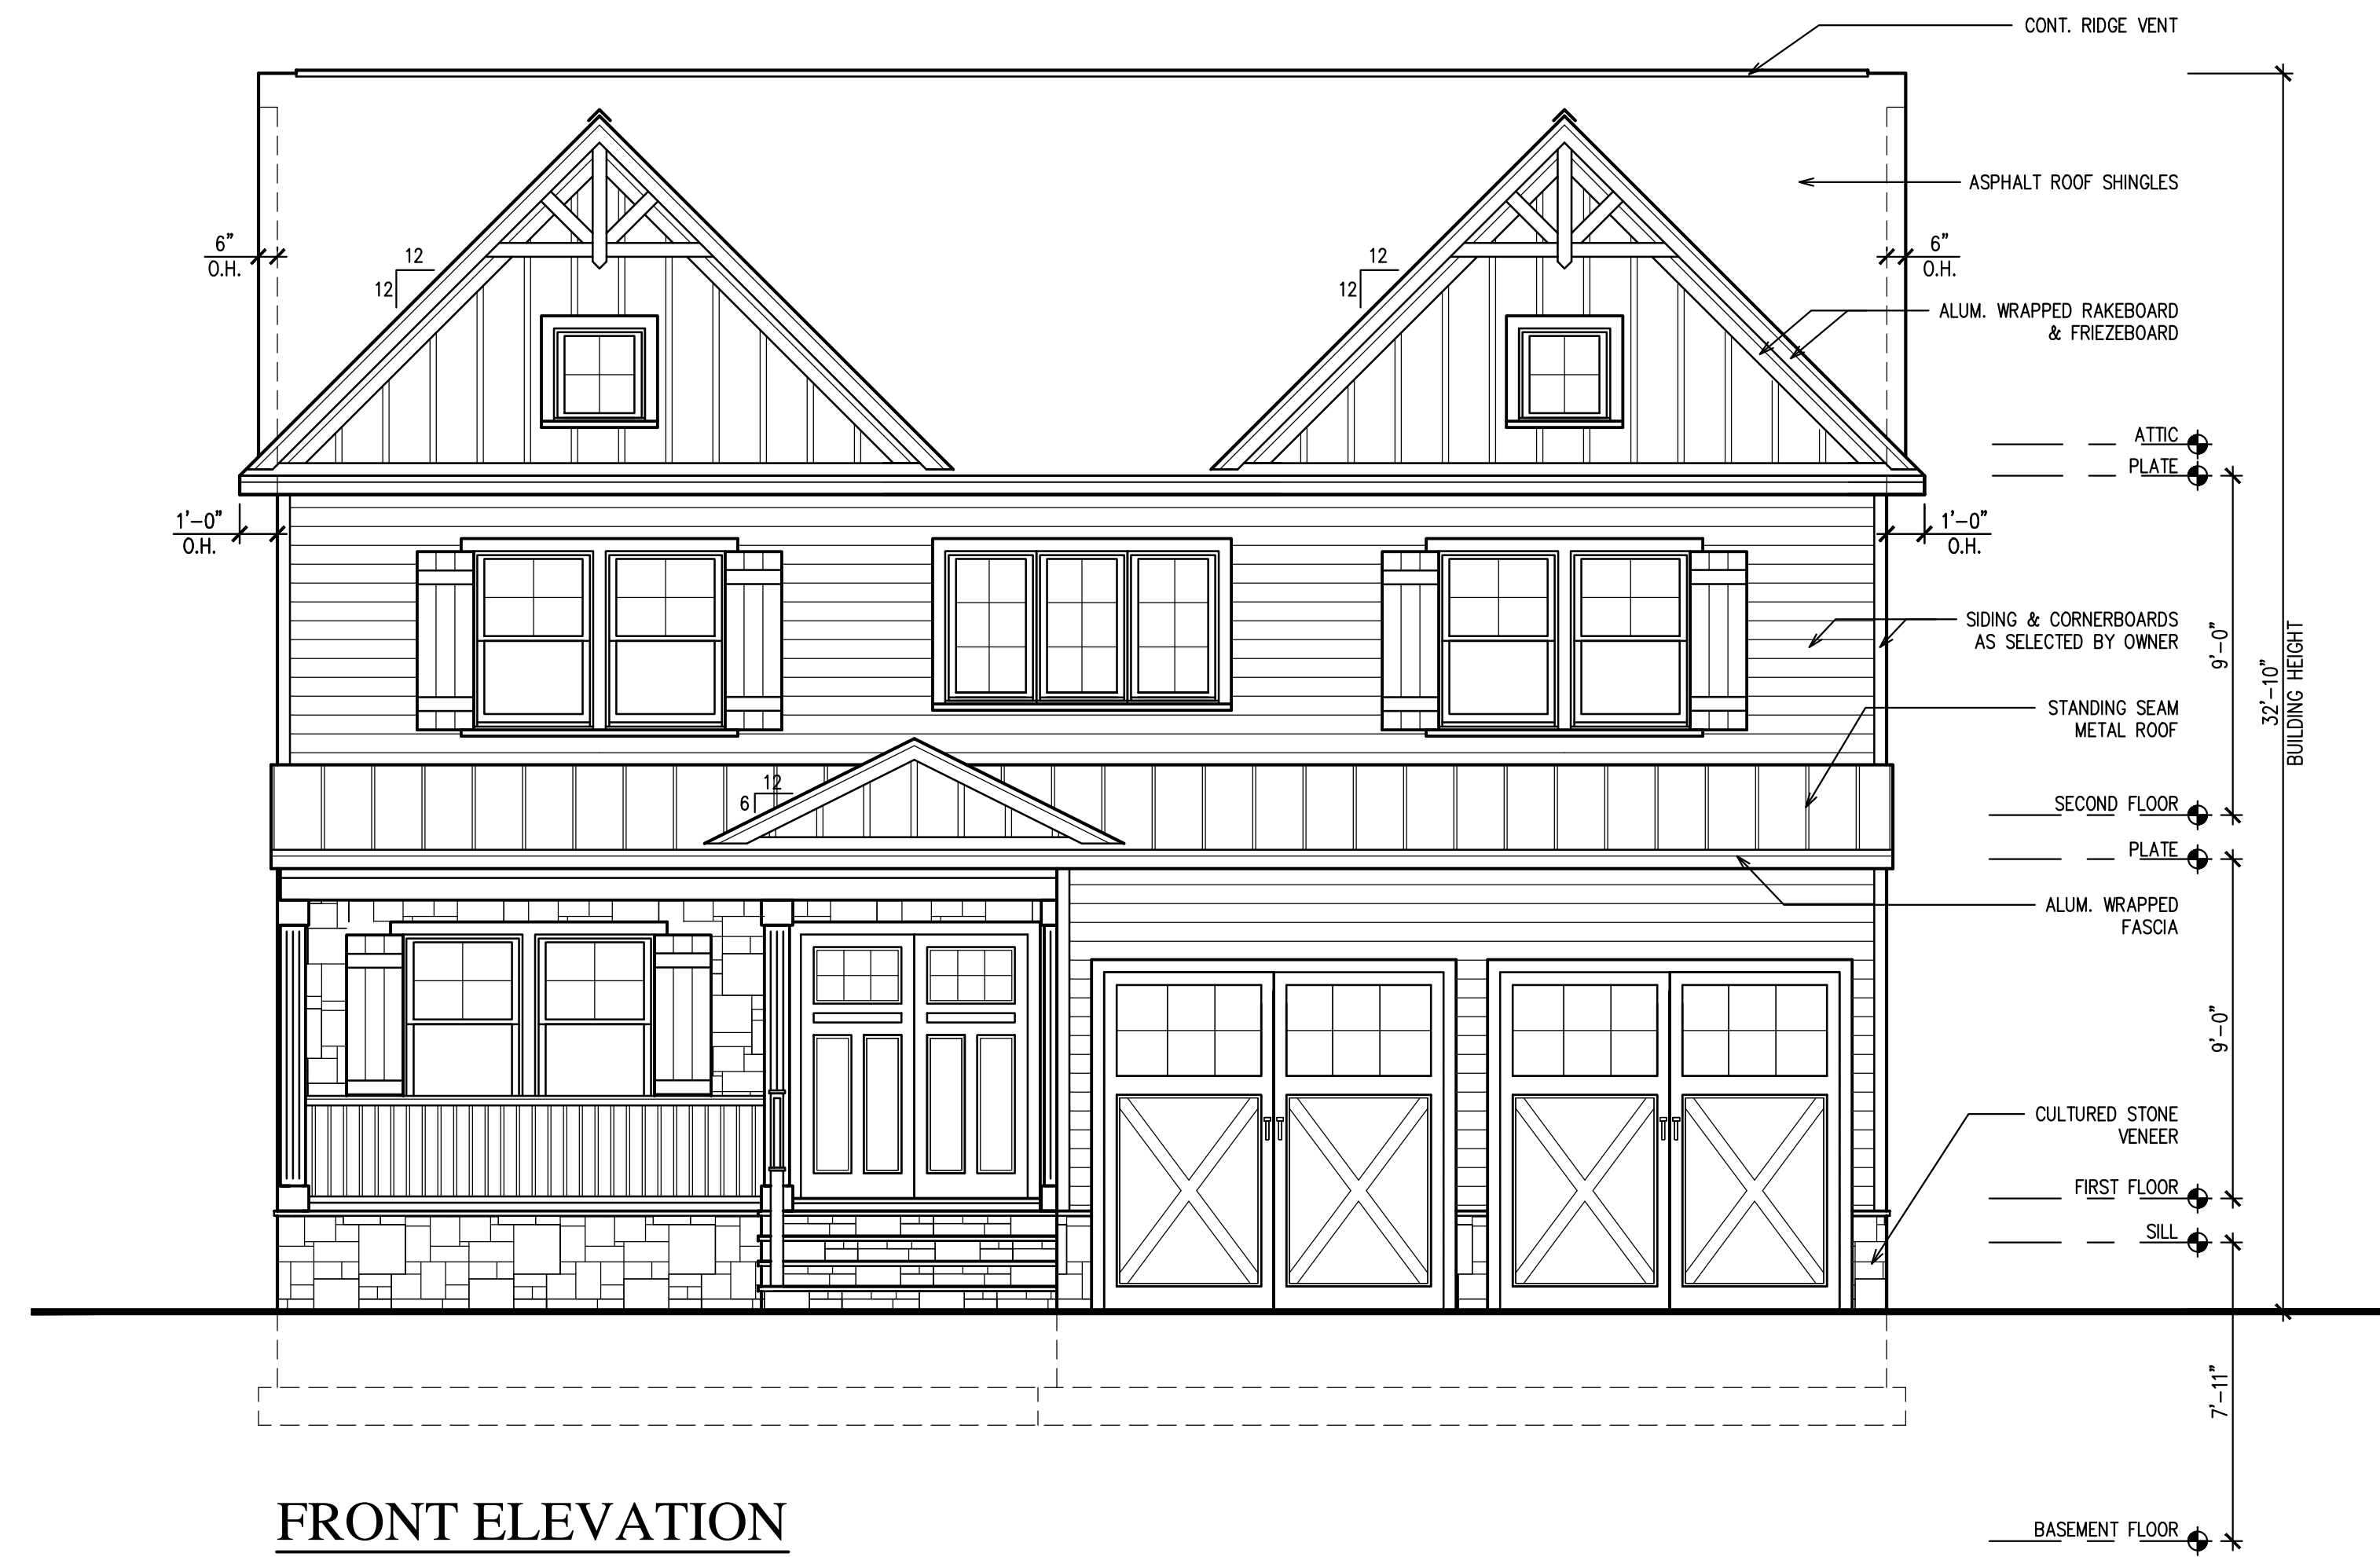 CONT. RIDGE VENT
ASPHALT ROOF SHINGLES
6”
O.H.
12
12
12
12
6”
O.H.
ALUM. WRAPPED RAKEBOARD
& FRIEZEBOARD
ATTIC
PLATE
1’-0”
O.H.
1’-0”
O.H.
SIDING & CORNERBOARDS
AS SELECTED BY OWNER
9’-0”
32’-10”
BUILDING HEIGHT
STANDING SEAM
METAL ROOF
12
6
SECOND FLOOR
PLATE
ALUM. WRAPPED
FASCIA
9’-0”
CULTURED STONE
VENEER
FIRST FLOOR
SILL
7’-11”
FRONT ELEVATION
BASEMENT FLOOR